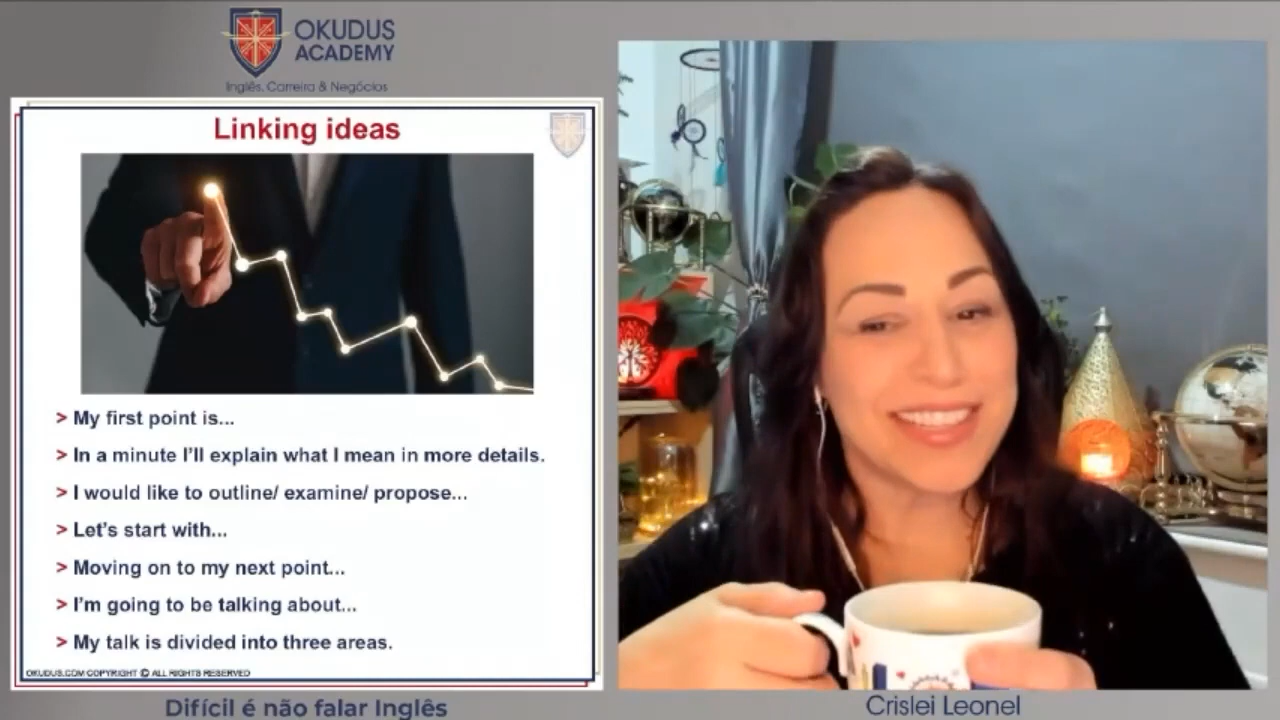 OKUDUS
ACADEMY
Inglês, Carreira & Negócios
Linking ideas
> My first point is...
> In a minute I'll explain what I mean in more details.
> I would like to outline/ examine/ propose...
> Let's start with...
> Moving on to my next point...
> I'm going to be talking about...
> My talk is divided into three areas.
OKUDUS.COM COPYRIGHT © ALL RIGHTS RESERVED
Difícil é não falar Inglês
Crislei Leonel